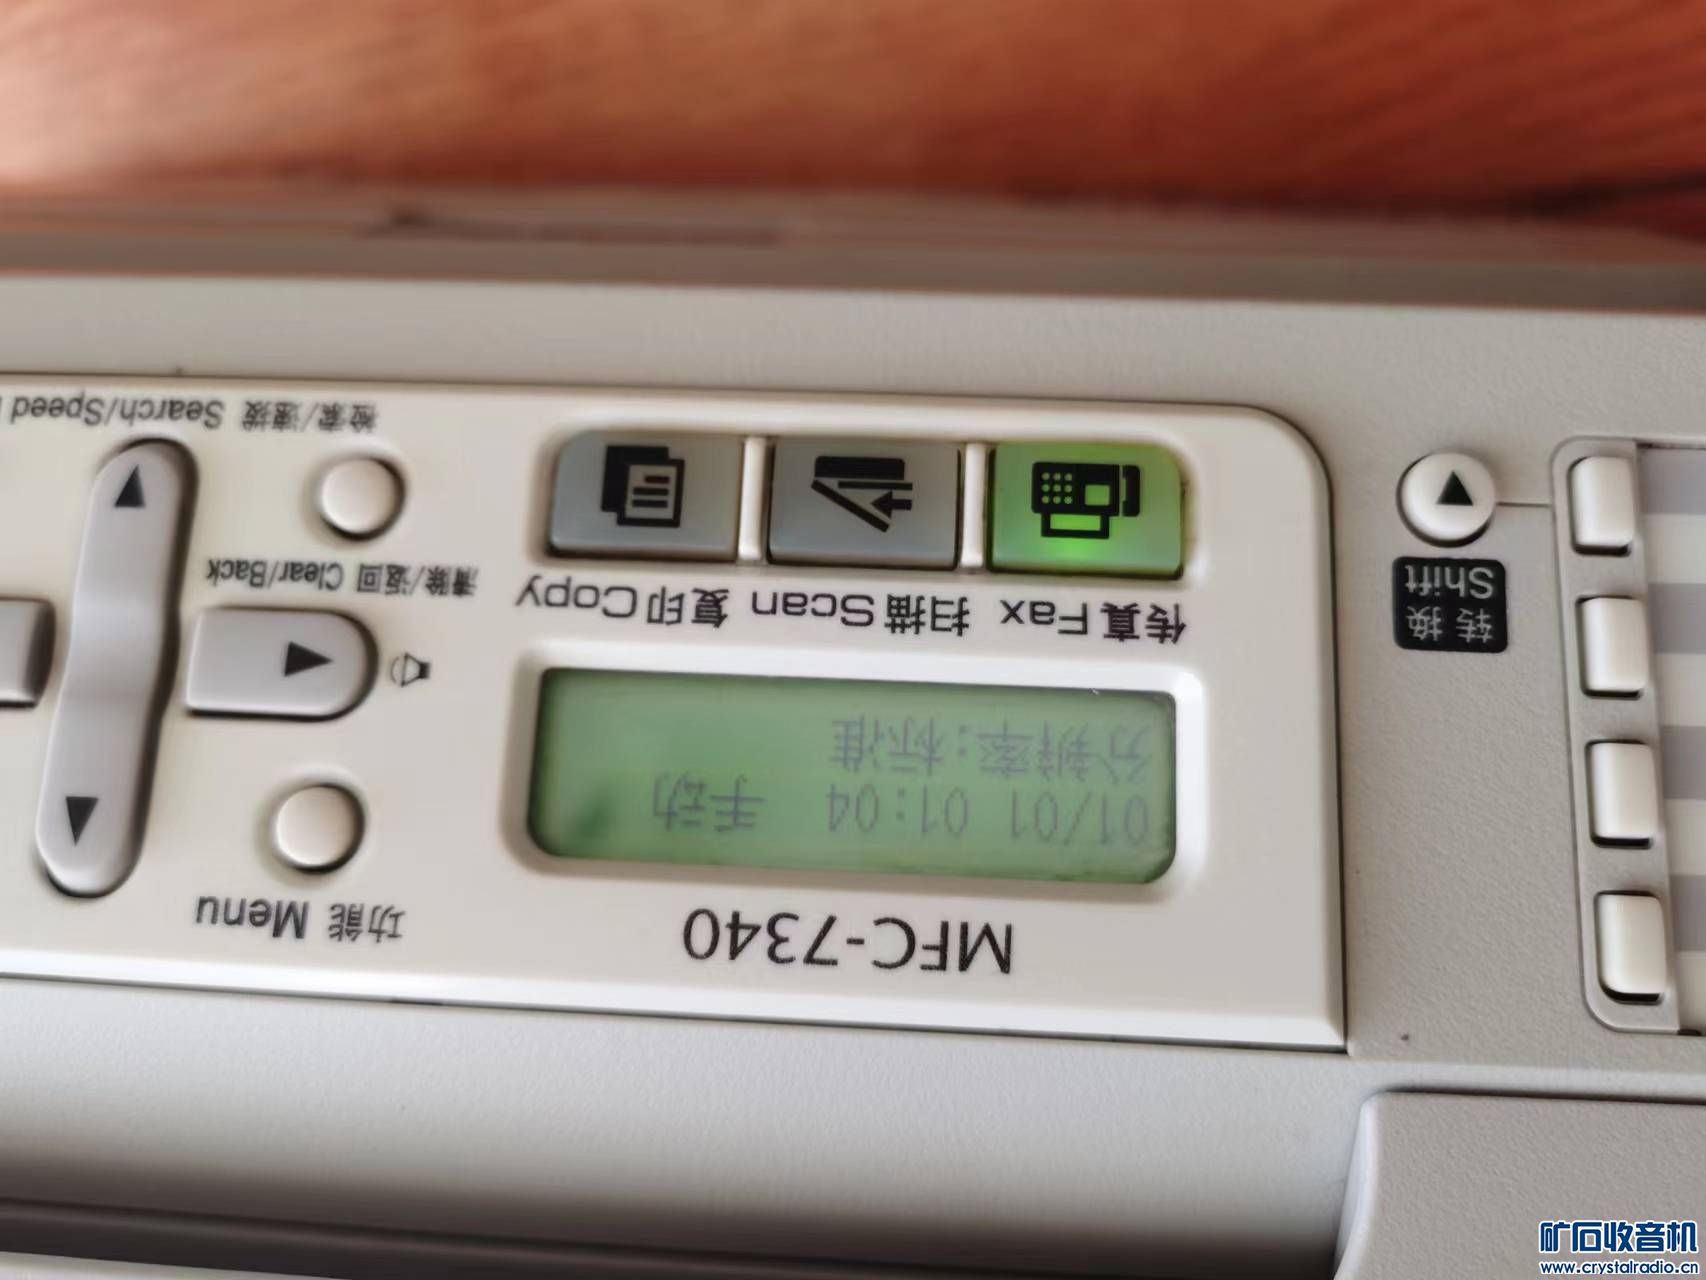 MFC-7340
01/01 01:04 手动
分辨率:标准
传真 Fax 扫描 Scan 复印 Copy
转换
Shift
功能 Menu
清除/返回 Clear/Back
检索/速拨 Search/Speed
矿石收音机
www.crystalradio.cn